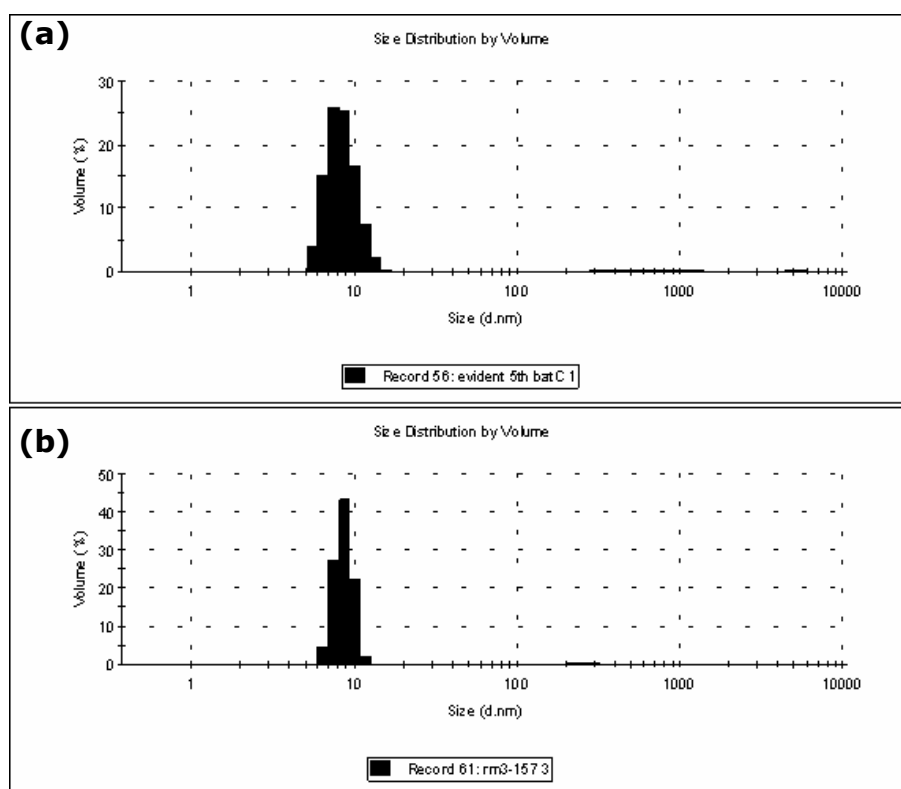 (a)
Size Distribution by Volume
30
20
10
0
Volume (%)
1 10 100 1000 10000
Size (d.nm)
Record 56: evident 5th batC 1
(b)
Size Distribution by Volume
50
40
30
20
10
0
Volume (%)
1 10 100 1000 10000
Size (d.nm)
Record 61: rm3-157 3